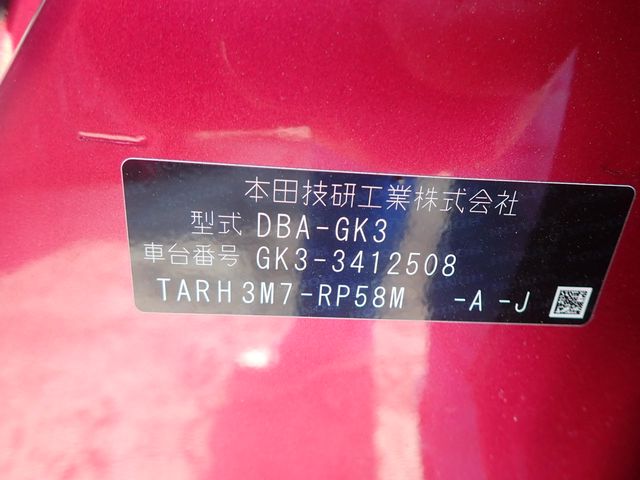 本田技研工業株式会社
型式 DBA-GK3
車台番号 GK3-3412508
TARH3M7-RP58M -A -J